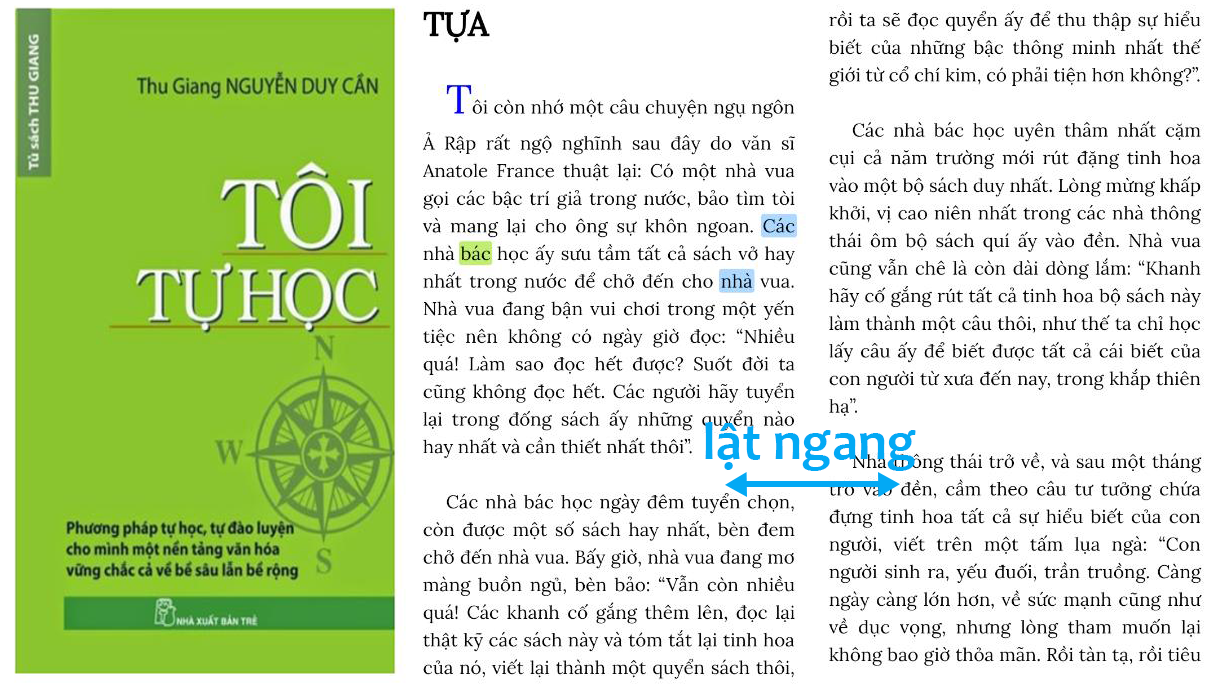 Tủ sách THU GIANG
Thu Giang NGUYỄN DUY CẦN
TÔI
TỰ HỌC
N
W
S
Phương pháp tự học, tự đào luyện
cho mình một nền tảng văn hóa
vững chắc cả về bề sâu lẫn bề rộng
NHÀ XUẤT BẢN TRẺ
TỰA
Tôi còn nhớ một câu chuyện ngụ ngôn
Ả Rập rất ngộ nghĩnh sau đây do văn sĩ
Anatole France thuật lại: Có một nhà vua
gọi các bậc trí giả trong nước, bảo tìm tòi
và mang lại cho ông sự khôn ngoan. Các
nhà bác học ấy sưu tầm tất cả sách vở hay
nhất trong nước để chở đến cho nhà vua.
Nhà vua đang bận vui chơi trong một yến
tiệc nên không có ngày giờ đọc: “Nhiều
quá! Làm sao đọc hết được? Suốt đời ta
cũng không đọc hết. Các người hãy tuyển
lại trong đống sách ấy những quyển nào
hay nhất và cần thiết nhất thôi”.
Các nhà bác học ngày đêm tuyển chọn,
còn được một số sách hay nhất, bèn đem
chở đến nhà vua. Bấy giờ, nhà vua đang mơ
màng buồn ngủ, bèn bảo: “Vẫn còn nhiều
quá! Các khanh cố gắng thêm lên, đọc lại
thật kỹ các sách này và tóm tắt lại tinh hoa
của nó, viết lại thành một quyển sách thôi,
lật ngang
rồi ta sẽ đọc quyển ấy để thu thập sự hiểu
biết của những bậc thông minh nhất thế
giới từ cổ chí kim, có phải tiện hơn không?”.
Các nhà bác học uyên thâm nhất cặm
cụi cả năm trường mới rút đặng tinh hoa
vào một bộ sách duy nhất. Lòng mừng khấp
khởi, vị cao niên nhất trong các nhà thông
thái ôm bộ sách quí ấy vào đền. Nhà vua
cũng vẫn chê là còn dài dòng lắm: “Khanh
hãy cố gắng rút tất cả tinh hoa bộ sách này
làm thành một câu thôi, như thế ta chỉ học
lấy câu ấy để biết được tất cả cái biết của
con người từ xưa đến nay, trong khắp thiên
hạ”.
Nhà thông thái trở về, và sau một tháng
trở vào đền, cầm theo câu tư tưởng chứa
đựng tinh hoa tất cả sự hiểu biết của con
người, viết trên một tấm lụa ngà: “Con
người sinh ra, yếu đuối, trần truồng. Càng
ngày càng lớn hơn, về sức mạnh cũng như
về dục vọng, nhưng lòng tham muốn lại
không bao giờ thỏa mãn. Rồi tàn tạ, rồi tiêu